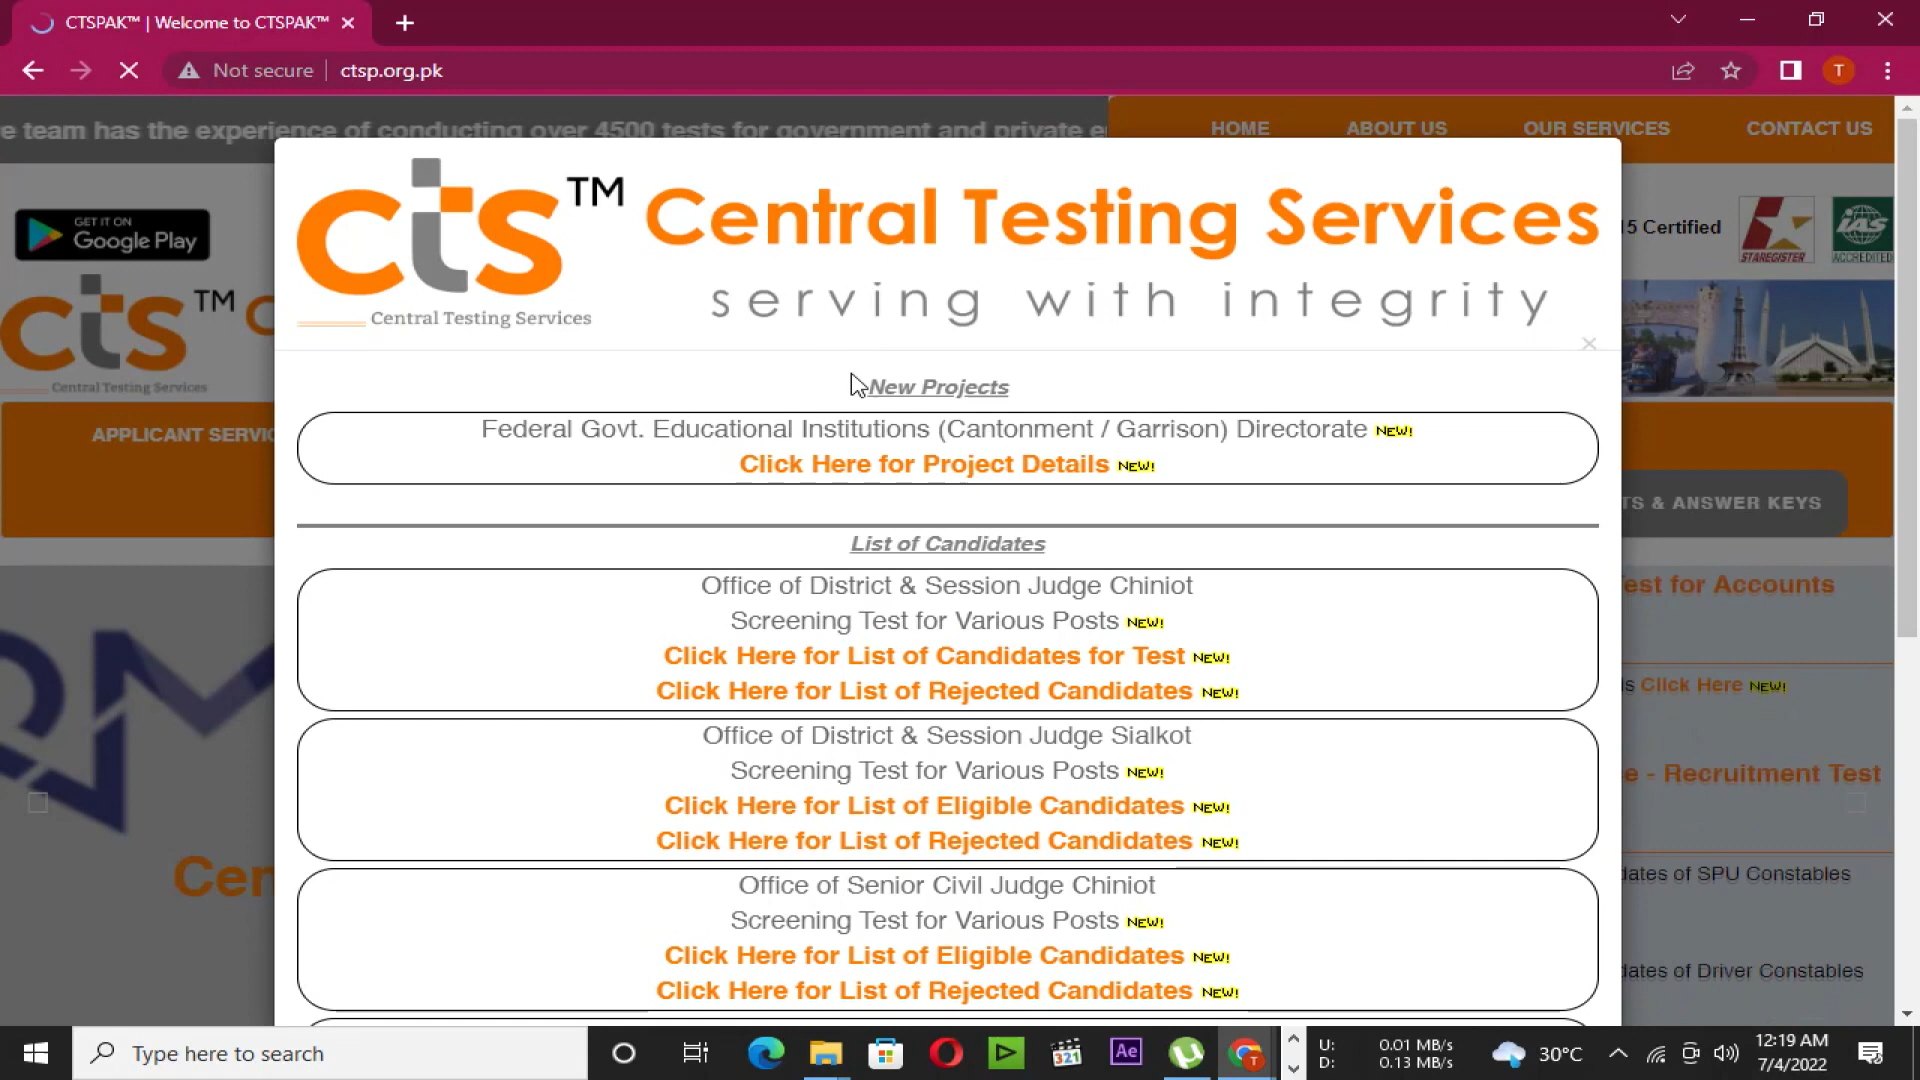 CTSPAK™ | Welcome to CTSPAK™
Not secure
ctsp.org.pk
T
e team has the experience of conducting over 4500 tests for government and private e
HOME
ABOUT US
OUR SERVICES
CONTACT US
GET IT ON
Google Play
cts™
Central Testing Services
Central Testing Services
serving with integrity
15 Certified
STAREGISTER
IAS
ACCREDITED
TM
Central Testing Services
×
New Projects
Federal Govt. Educational Institutions (Cantonment / Garrison) Directorate NEW!
Click Here for Project Details NEW!
APPLICANT SERVIC
TS & ANSWER KEYS
List of Candidates
Office of District & Session Judge Chiniot
Screening Test for Various Posts NEW!
Click Here for List of Candidates for Test NEW!
Click Here for List of Rejected Candidates NEW!
est for Accounts
Click Here NEW!
Office of District & Session Judge Sialkot
Screening Test for Various Posts NEW!
Click Here for List of Eligible Candidates NEW!
Click Here for List of Rejected Candidates NEW!
e - Recruitment Test
Cen
Office of Senior Civil Judge Chiniot
Screening Test for Various Posts NEW!
Click Here for List of Eligible Candidates NEW!
Click Here for List of Rejected Candidates NEW!
dates of SPU Constables
dates of Driver Constables
Type here to search
321
Ae
T
U: 0.01 MB/s
D: 0.13 MB/s
30°C
12:19 AM
7/4/2022